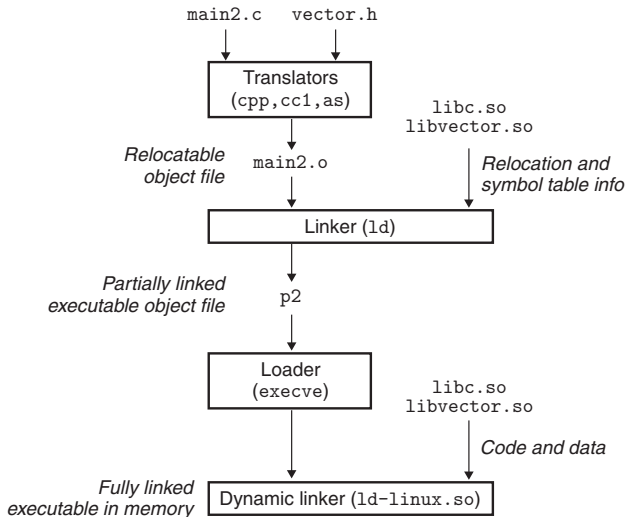 main2.c vector.h
Translators
(cpp,cc1,as)
libc.so
libvector.so
Relocatable
object file
main2.o
Relocation and
symbol table info
Linker (ld)
Partially linked
executable object file
p2
Loader
(execve)
libc.so
libvector.so
Code and data
Fully linked
executable in memory
Dynamic linker (ld-linux.so)